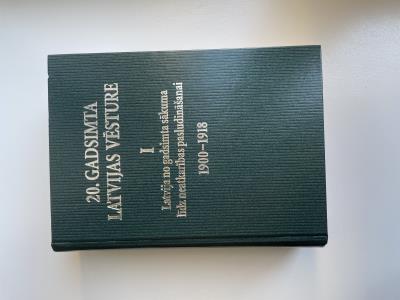 20. GADSIMTA
LATVIJAS VĒSTURE
I
Latvija no gadsimta sākuma
līdz neatkarības pasludināšanai
1900–1918